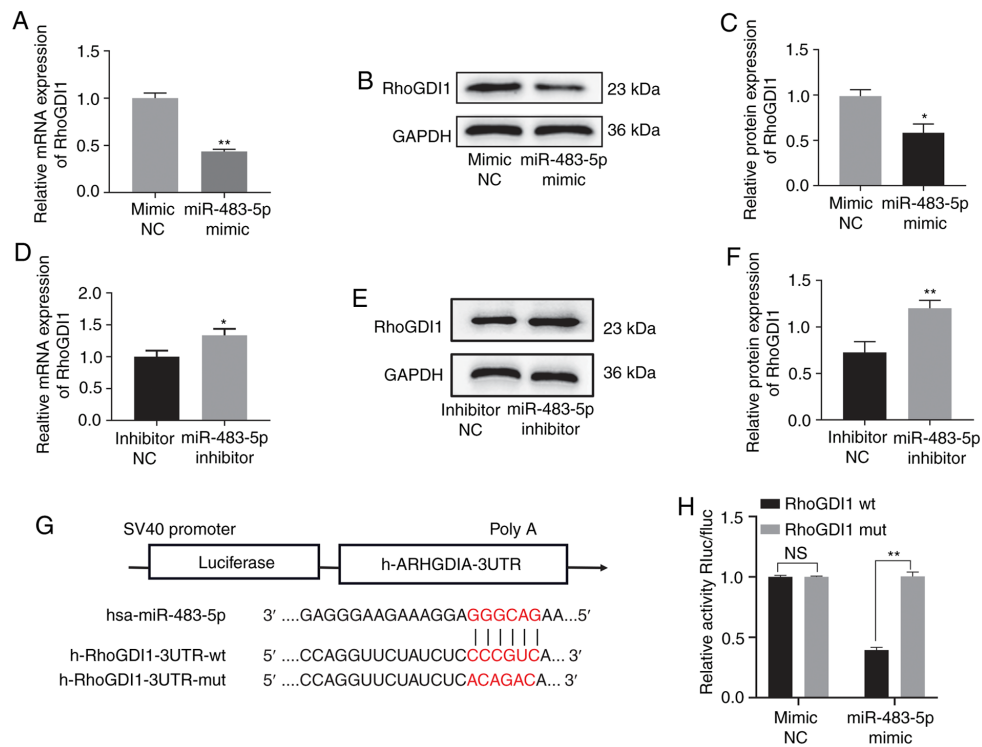 A
Relative mRNA expression
of RhoGDI1
1.5
1.0
0.5
0.0
**
Mimic
NC
miR-483-5p
mimic
B
RhoGDI1
23 kDa
GAPDH
36 kDa
Mimic
NC
miR-483-5p
mimic
C
Relative protein expression
of RhoGDI1
1.5
1.0
0.5
0.0
*
Mimic
NC
miR-483-5p
mimic
D
Realtive mRNA expression
of RhoGDI1
2.0
1.5
1.0
0.5
0.0
*
Inhibitor
NC
miR-483-5p
inhibitor
E
RhoGDI1
23 kDa
GAPDH
36 kDa
Inhibitor
NC
miR-483-5p
inhibitor
F
Relative protein expression
of RhoGDI1
1.5
1.0
0.5
0.0
**
Inhibitor
NC
miR-483-5p
inhibitor
G
SV40 promoter
Poly A
Luciferase
h-ARHGDIA-3UTR
hsa-miR-483-5p 3′ ....GAGGGAAGAAAGGAGGGCAGAA...5′
h-RhoGDI1-3UTR-wt 5′ ....CCAGGUUCUAUCUCCCCGUCA... 3′
h-RhoGDI1-3UTR-mut 5′ ....CCAGGUUCUAUCUCACAGACA... 3′
H
RhoGDI1 wt
RhoGDI1 mut
Relative activity Rluc/fluc
1.5
1.0
0.5
0.0
NS
**
Mimic
NC
miR-483-5p
mimic